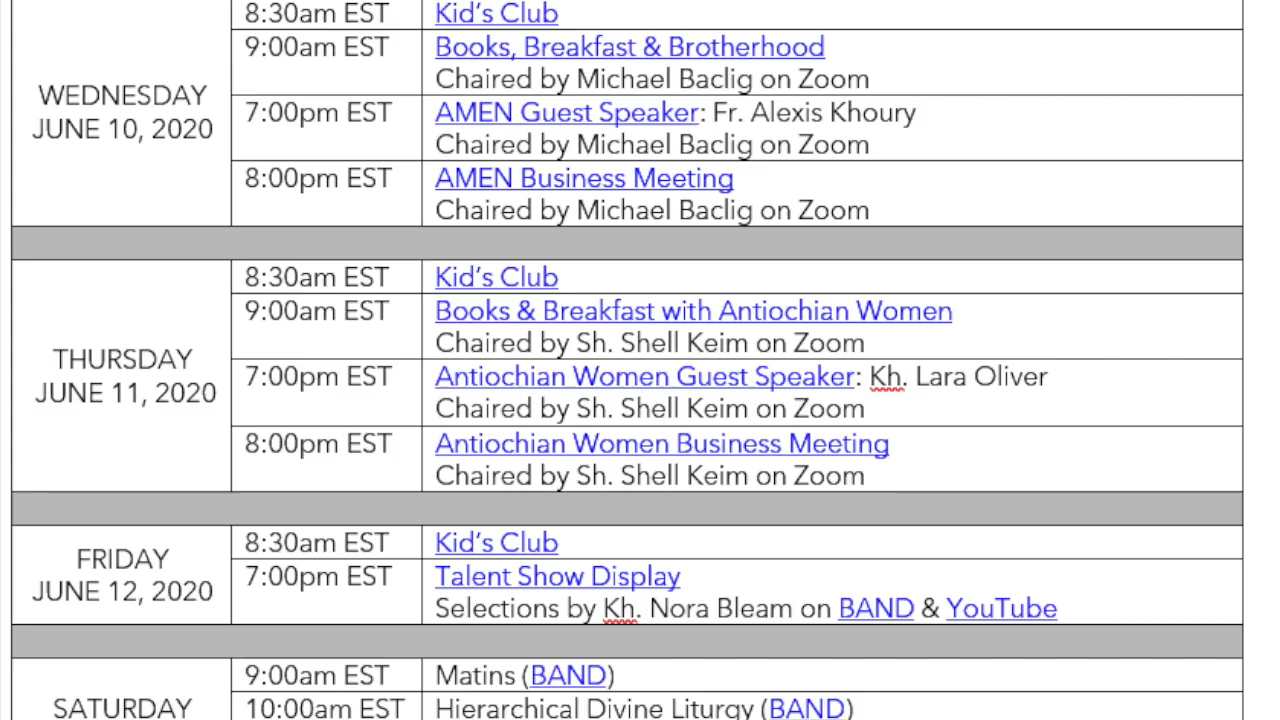 8:30am EST Kid's Club
WEDNESDAY
JUNE 10, 2020
9:00am EST Books, Breakfast & Brotherhood
Chaired by Michael Baclig on Zoom
7:00pm EST AMEN Guest Speaker: Fr. Alexis Khoury
Chaired by Michael Baclig on Zoom
8:00pm EST AMEN Business Meeting
Chaired by Michael Baclig on Zoom
THURSDAY
JUNE 11, 2020
8:30am EST Kid's Club
9:00am EST Books & Breakfast with Antiochian Women
Chaired by Sh. Shell Keim on Zoom
7:00pm EST Antiochian Women Guest Speaker: Kh. Lara Oliver
Chaired by Sh. Shell Keim on Zoom
8:00pm EST Antiochian Women Business Meeting
Chaired by Sh. Shell Keim on Zoom
FRIDAY
JUNE 12, 2020
8:30am EST Kid's Club
7:00pm EST Talent Show Display
Selections by Kh. Nora Bleam on BAND & YouTube
SATURDAY
9:00am EST Matins (BAND)
10:00am EST Hierarchical Divine Liturgy (BAND)